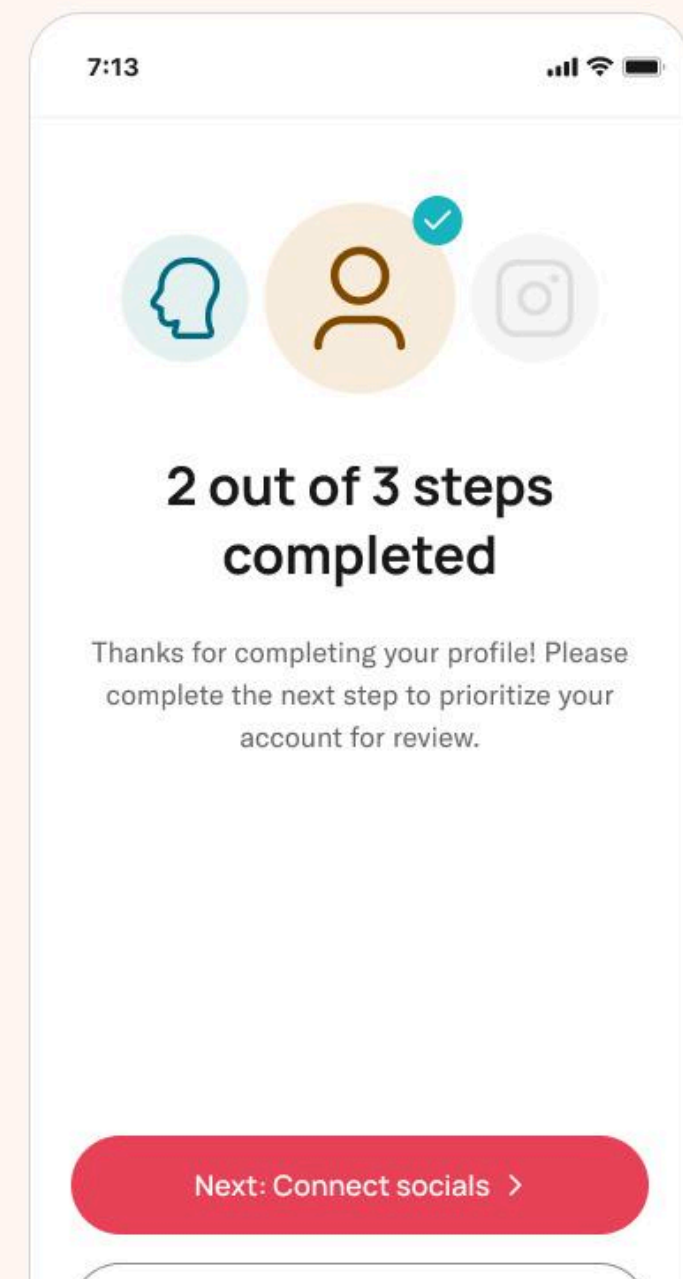 7:13
2 out of 3 steps
completed
Thanks for completing your profile! Please
complete the next step to prioritize your
account for review.
Next: Connect socials